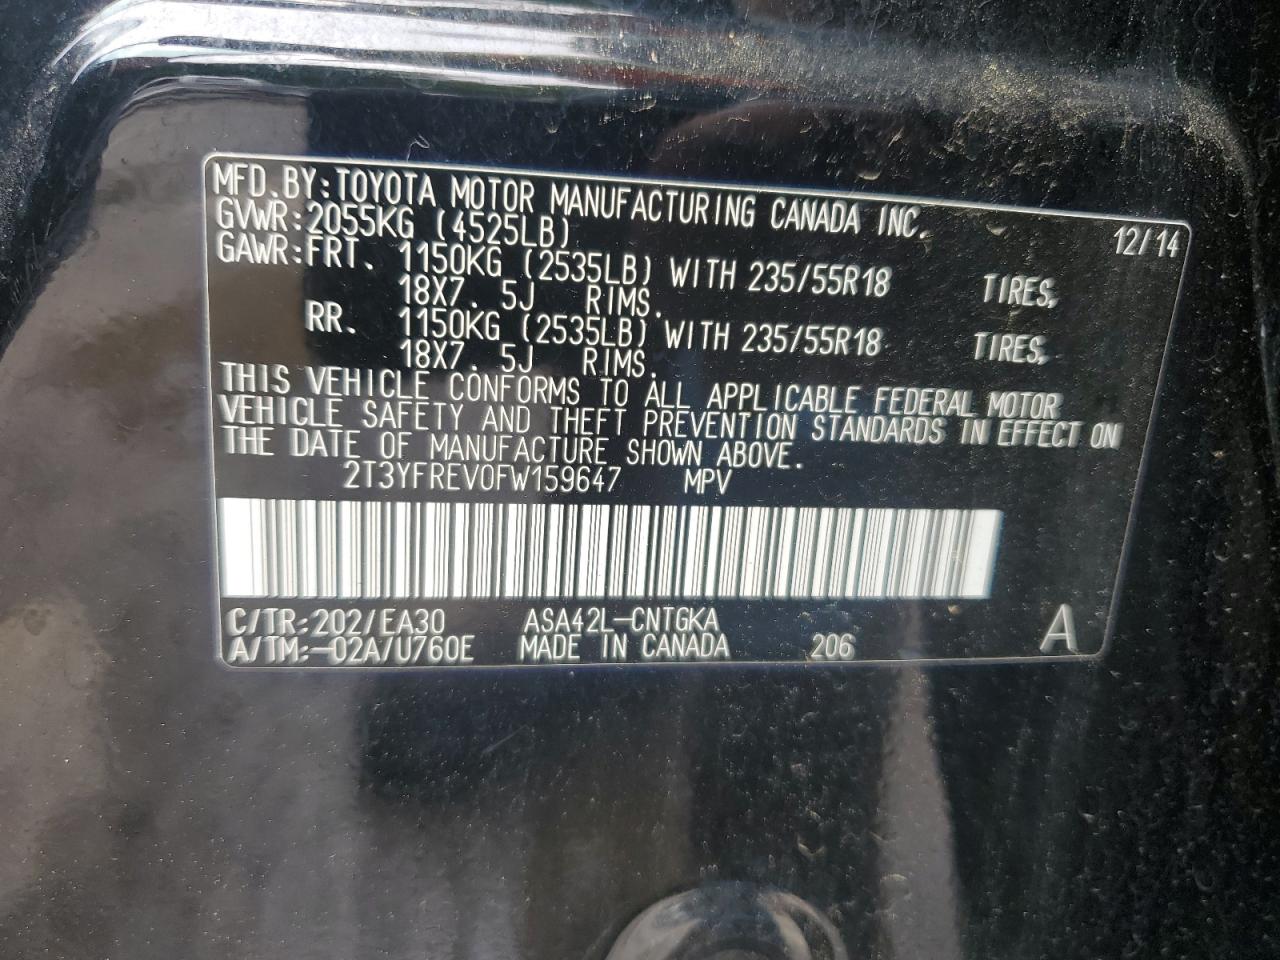 MFD.BY:TOYOTA MOTOR MANUFACTURING CANADA INC.
GVWR:2055KG (4525LB) 12/14
GAWR:FRT. 1150KG (2535LB) WITH 235/55R18 TIRES,
18X7.5J RIMS.
RR. 1150KG (2535LB) WITH 235/55R18 TIRES,
18X7.5J RIMS.
THIS VEHICLE CONFORMS TO ALL APPLICABLE FEDERAL MOTOR
VEHICLE SAFETY AND THEFT PREVENTION STANDARDS IN EFFECT ON
THE DATE OF MANUFACTURE SHOWN ABOVE.
2T3YFREV0FW159647 MPV
C/TR:202/EA30 ASA42L-CNTGKA
A/TM:-02A/U760E MADE IN CANADA 206 A